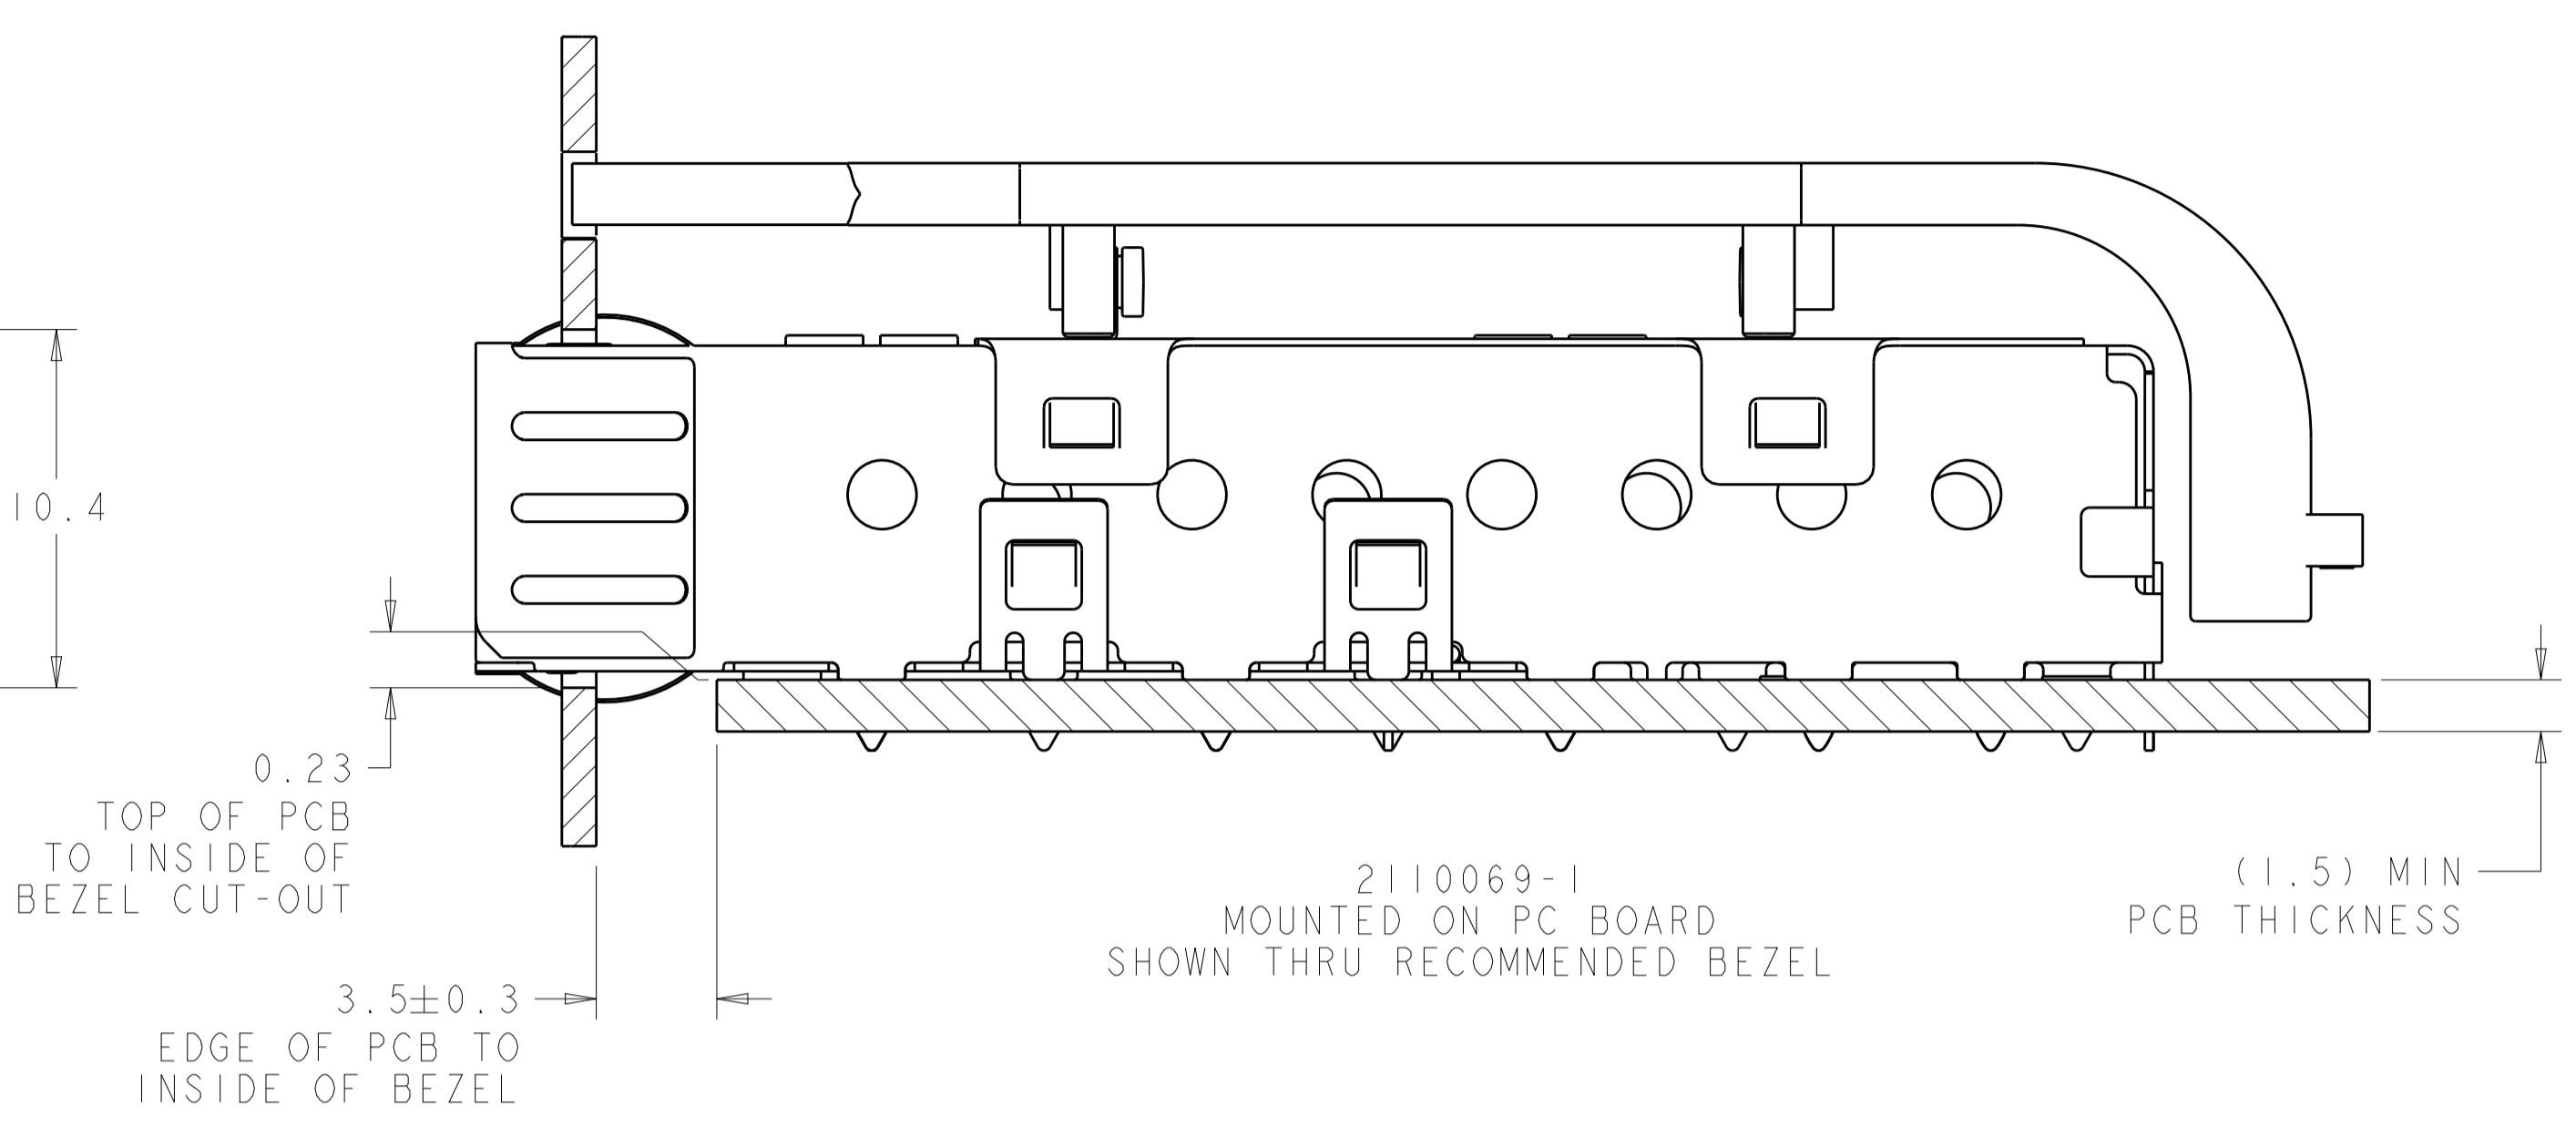 10.4
0.23
TOP OF PCB
TO INSIDE OF
BEZEL CUT-OUT
3.5±0.3
EDGE OF PCB TO
INSIDE OF BEZEL
2110069-1
MOUNTED ON PC BOARD
SHOWN THRU RECOMMENDED BEZEL
(1.5) MIN
PCB THICKNESS